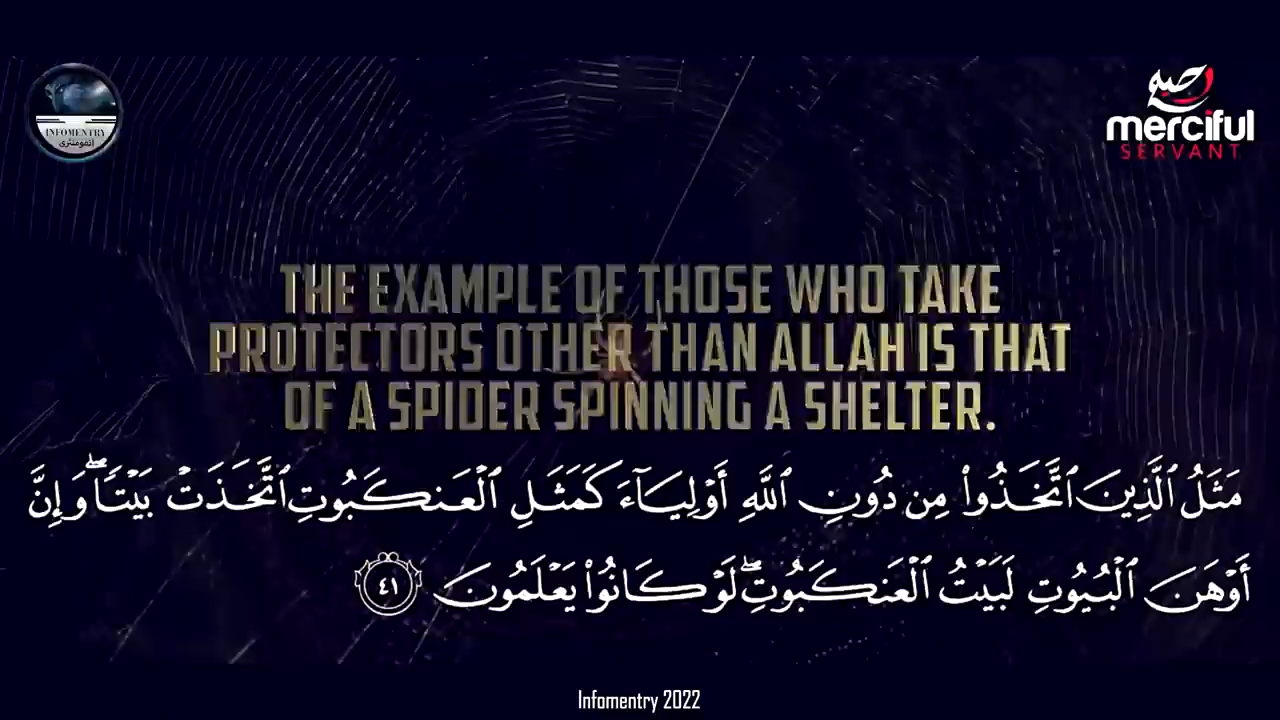 INFOMENTRY
انفومنٹری
رحيم
merciful
SERVANT
THE EXAMPLE OF THOSE WHO TAKE
PROTECTORS OTHER THAN ALLAH IS THAT
OF A SPIDER SPINNING A SHELTER.
مَثَلُ ٱلَّذِينَ ٱتَّخَذُوا۟ مِن دُونِ ٱللَّهِ أَوْلِيَآءَ كَمَثَلِ ٱلْعَنكَبُوتِ ٱتَّخَذَتْ بَيْتًۭا ۖ وَإِنَّ
أَوْهَنَ ٱلْبُيُوتِ لَبَيْتُ ٱلْعَنكَبُوتِ ۖ لَوْ كَانُوا۟ يَعْلَمُونَ ٤١
Infomentry 2022